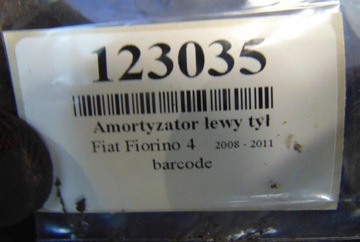 123035
Amortyzator lewy tył
Fiat Fiorino 4 2008 - 2011
barcode